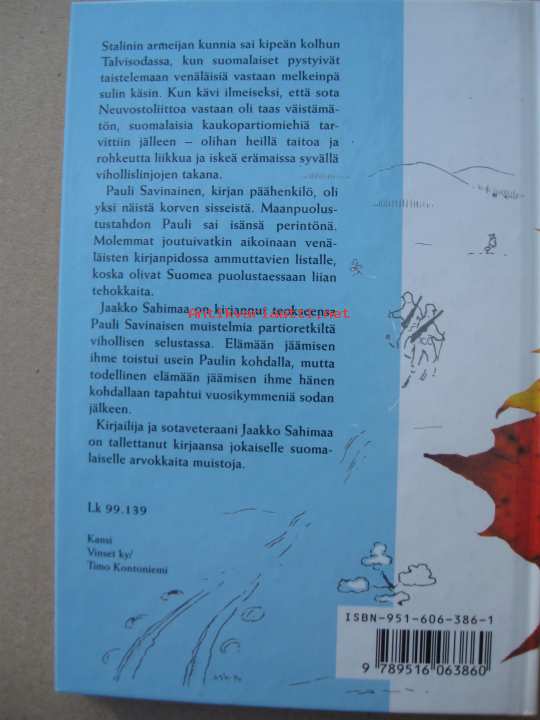 Stalinin armeijan kunnia sai kipeän kolhun
Talvisodassa, kun suomalaiset pystyivät
taistelemaan venäläisiä vastaan melkeinpä
sulin käsin. Kun kävi ilmeiseksi, että sota
Neuvostoliittoa vastaan oli taas väistämä-
tön, suomalaisia kaukopartiomiehiä tar-
vittiin jälleen – olihan heillä taitoa ja
rohkeutta liikkua ja iskeä erämaissa syvällä
vihollislinjojen takana.
Pauli Savinainen, kirjan päähenkilö, oli
yksi näistä korven sisseistä. Maanpuolus-
tustahdon Pauli sai isänsä perintönä.
Molemmat joutuivatkin aikoinaan venä-
läisten kirjanpidossa ammuttavien listalle,
koska olivat Suomea puolustaessaan liian
tehokkaita.
Jaakko Sahimaa on kirjannut teokseensa
Antikvariaatit.net
Pauli Savinaisen muistelmia partioretkiltä
vihollisen selustassa. Elämään jäämisen
ihme toistui usein Paulin kohdalla, mutta
todellinen elämään jäämisen ihme hänen
kohdallaan tapahtui vuosikymmeniä sodan
jälkeen.
Kirjailija ja sotaveteraani Jaakko Sahimaa
on tallettanut kirjaansa jokaiselle suoma-
laiselle arvokkaita muistoja.
Lk 99.139
Kansi
Vinset ky/
Timo Kontoniemi
ISBN-951-606-386-1
9 789516 063860